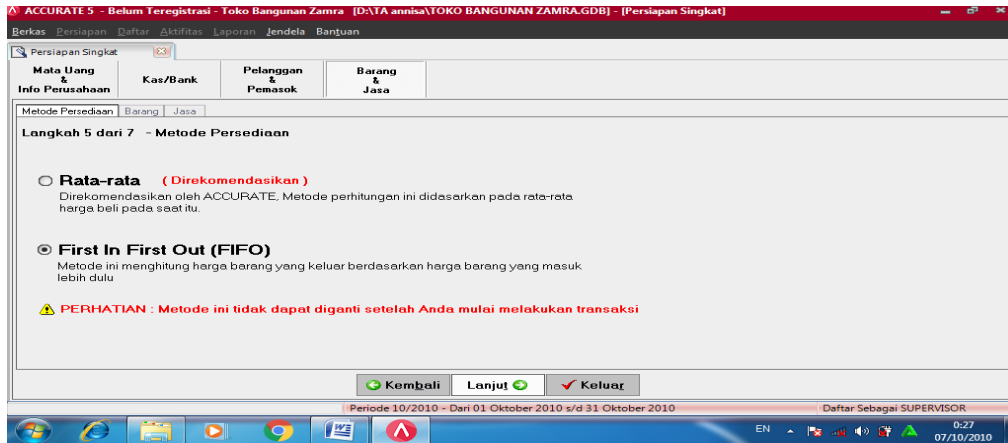 ACCURATE 5 - Belum Teregistrasi - Toko Bangunan Zamra [D:\TA annisa\TOKO BANGUNAN ZAMRA.GDB] - [Persiapan Singkat]
Berkas Persiapan Daftar Aktifitas Laporan Jendela Bantuan
Persiapan Singkat
Mata Uang
&
Info Perusahaan
Kas/Bank
Pelanggan
&
Pemasok
Barang
&
Jasa
Metode Persediaan Barang Jasa
Langkah 5 dari 7 - Metode Persediaan
Rata-rata (Direkomendasikan)
Direkomendasikan oleh ACCURATE, Metode perhitungan ini didasarkan pada rata-rata
harga beli pada saat itu.
First In First Out (FIFO)
Metode ini menghitung harga barang yang keluar berdasarkan harga barang yang masuk
lebih dulu
PERHATIAN : Metode ini tidak dapat diganti setelah Anda mulai melakukan transaksi
Kembali Lanjut Keluar
Periode 10/2010 - Dari 01 Oktober 2010 s/d 31 Oktober 2010 Daftar Sebagai SUPERVISOR
EN 0:27
07/10/2010